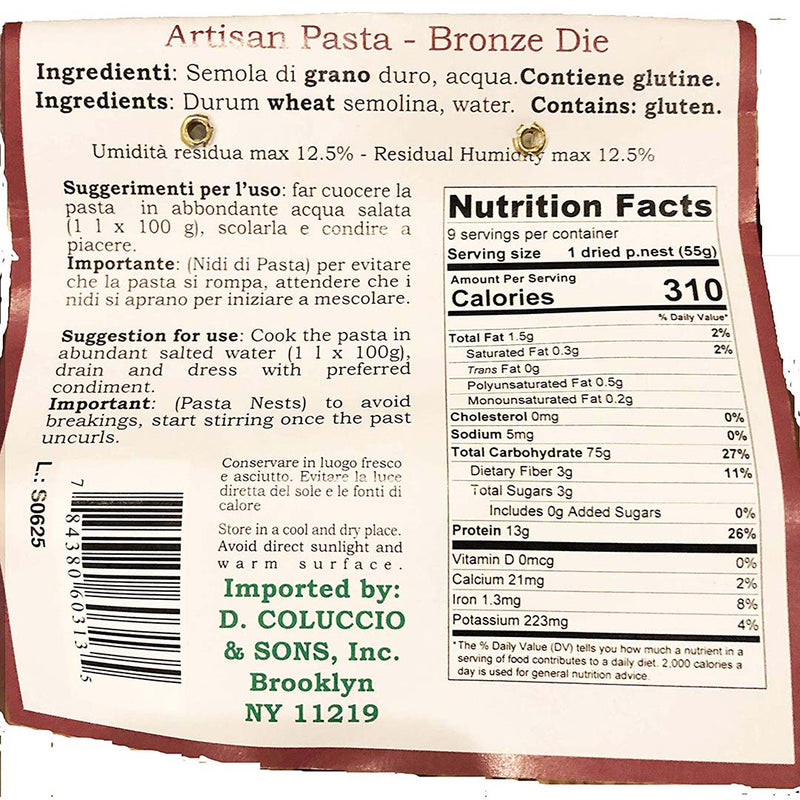 Artisan Pasta - Bronze Die
Ingredienti: Semola di grano duro, acqua.Contiene glutine.
Ingredients: Durum wheat semolina, water. Contains: gluten.
Umidità residua max 12.5% - Residual Humidity max 12.5%
Suggerimenti per l'uso: far cuocere la
pasta in abbondante acqua salata
(1 l x 100 g), scolarla e condire a
piacere.
Importante: (Nidi di Pasta) per evitare
che la pasta si rompa, attendere che i
nidi si aprano per iniziare a mescolare.
Suggestion for use: Cook the pasta in
abundant salted water (1 l x 100g),
drain and dress with preferred
condiment.
Important: (Pasta Nests) to avoid
breakings, start stirring once the past
uncurls.
L.: S0625
7 84380 60313 5
Conservare in luogo fresco
e asciutto. Evitare la luce
diretta del sole e le fonti di
calore
Store in a cool and dry place.
Avoid direct sunlight and
warm surface.
Imported by:
D. COLUCCIO
& SONS, Inc.
Brooklyn
NY 11219
Nutrition Facts
9 servings per container
Serving size 1 dried p.nest (55g)
Amount Per Serving
Calories 310
% Daily Value*
Total Fat 1.5g 2%
Saturated Fat 0.3g 2%
Trans Fat 0g
Polyunsaturated Fat 0.5g
Monounsaturated Fat 0.2g
Cholesterol 0mg 0%
Sodium 5mg 0%
Total Carbohydrate 75g 27%
Dietary Fiber 3g 11%
Total Sugars 3g
Includes 0g Added Sugars 0%
Protein 13g 26%
Vitamin D 0mcg 0%
Calcium 21mg 2%
Iron 1.3mg 8%
Potassium 223mg 4%
*The % Daily Value (DV) tells you how much a nutrient in a
serving of food contributes to a daily diet. 2,000 calories a
day is used for general nutrition advice.